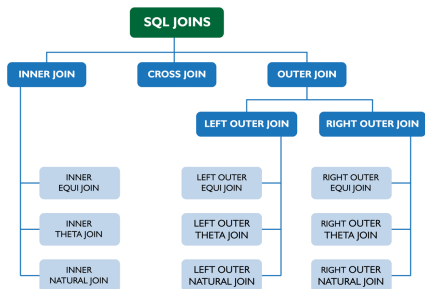 SQL JOINS
INNER JOIN
CROSS JOIN
OUTER JOIN
LEFT OUTER JOIN
RIGHT OUTER JOIN
INNER
EQUI JOIN
LEFT OUTER
EQUI JOIN
RIGHT OUTER
EQUI JOIN
INNER
THETA JOIN
LEFT OUTER
THETA JOIN
RIGHT OUTER
THETA JOIN
INNER
NATURAL JOIN
LEFT OUTER
NATURAL JOIN
RIGHT OUTER
NATURAL JOIN